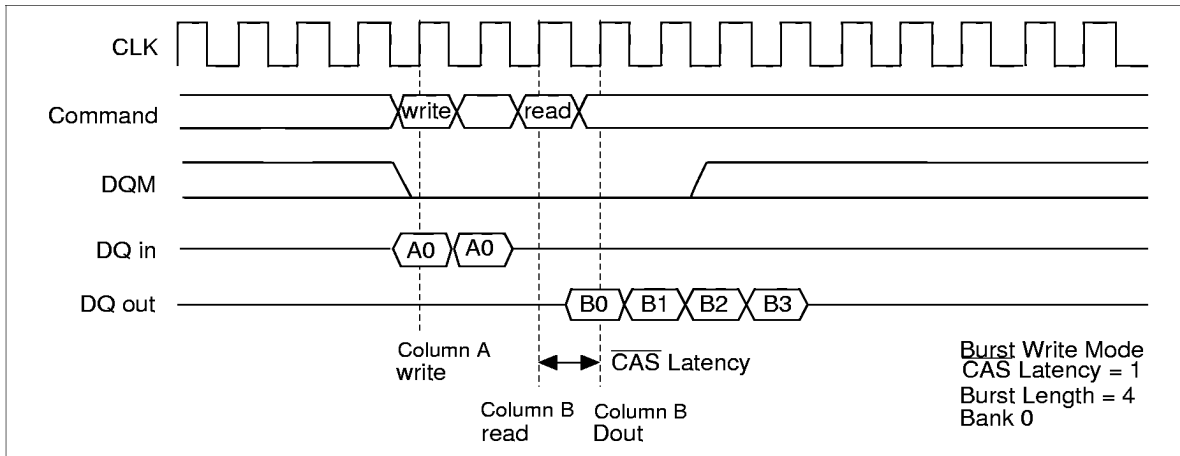 CLK
Command
write
read
DQM
DQ in
A0 A0
DQ out
B0 B1 B2 B3
Column A
write
CAS Latency
Column B
read
Column B
Dout
Burst Write Mode
CAS Latency = 1
Burst Length = 4
Bank 0